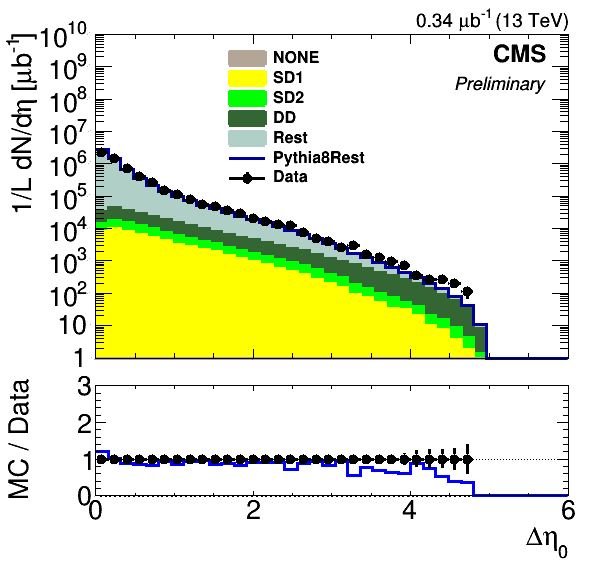 0.34 μb⁻¹ (13 TeV)
1/L dN/dη [μb⁻¹]
10¹⁰
10⁹
10⁸
10⁷
10⁶
10⁵
10⁴
10³
10²
10
1
CMS
Preliminary
NONE
SD1
SD2
DD
Rest
Pythia8Rest
Data
MC / Data
3
2
1
0
0 2 4 6
Δη₀